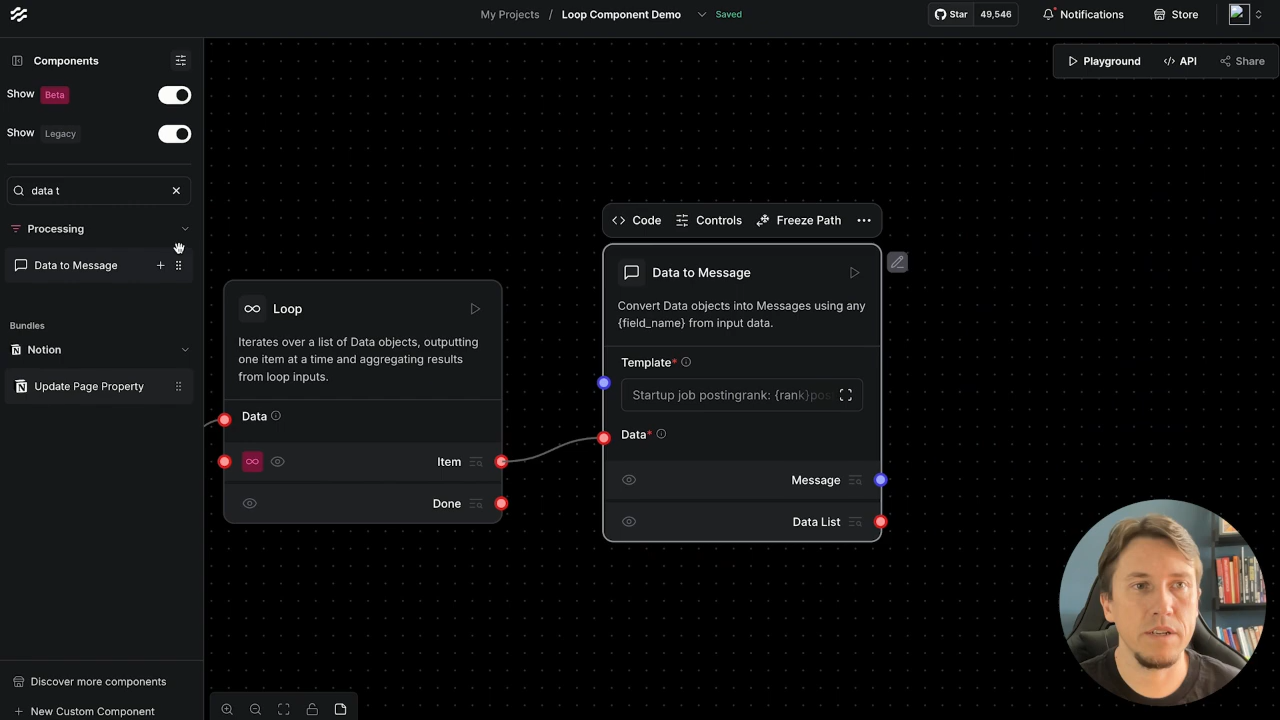 My Projects / Loop Component Demo Saved
Star 49,546 Notifications Store
Components
Show Beta
Show Legacy
data t
Processing
Data to Message
Bundles
Notion
Update Page Property
Discover more components
New Custom Component
Playground API Share
Loop
Iterates over a list of Data objects, outputting
one item at a time and aggregating results
from loop inputs.
Data
Item
Done
Code Controls Freeze Path
Data to Message
Convert Data objects into Messages using any
{field_name} from input data.
Template*
Startup job postingrank: {rank}pos
Data*
Message
Data List